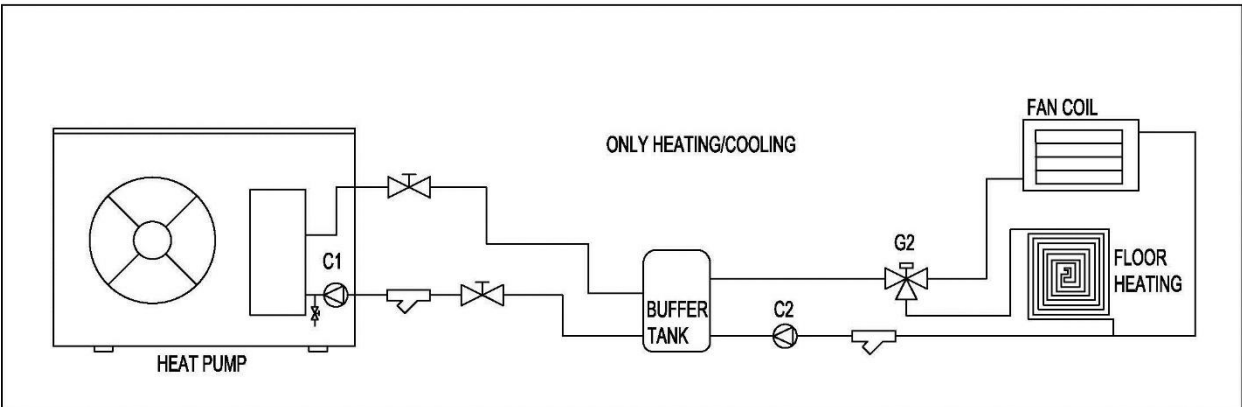 FAN COIL
ONLY HEATING/COOLING
C1
G2
FLOOR
HEATING
BUFFER
TANK
C2
HEAT PUMP